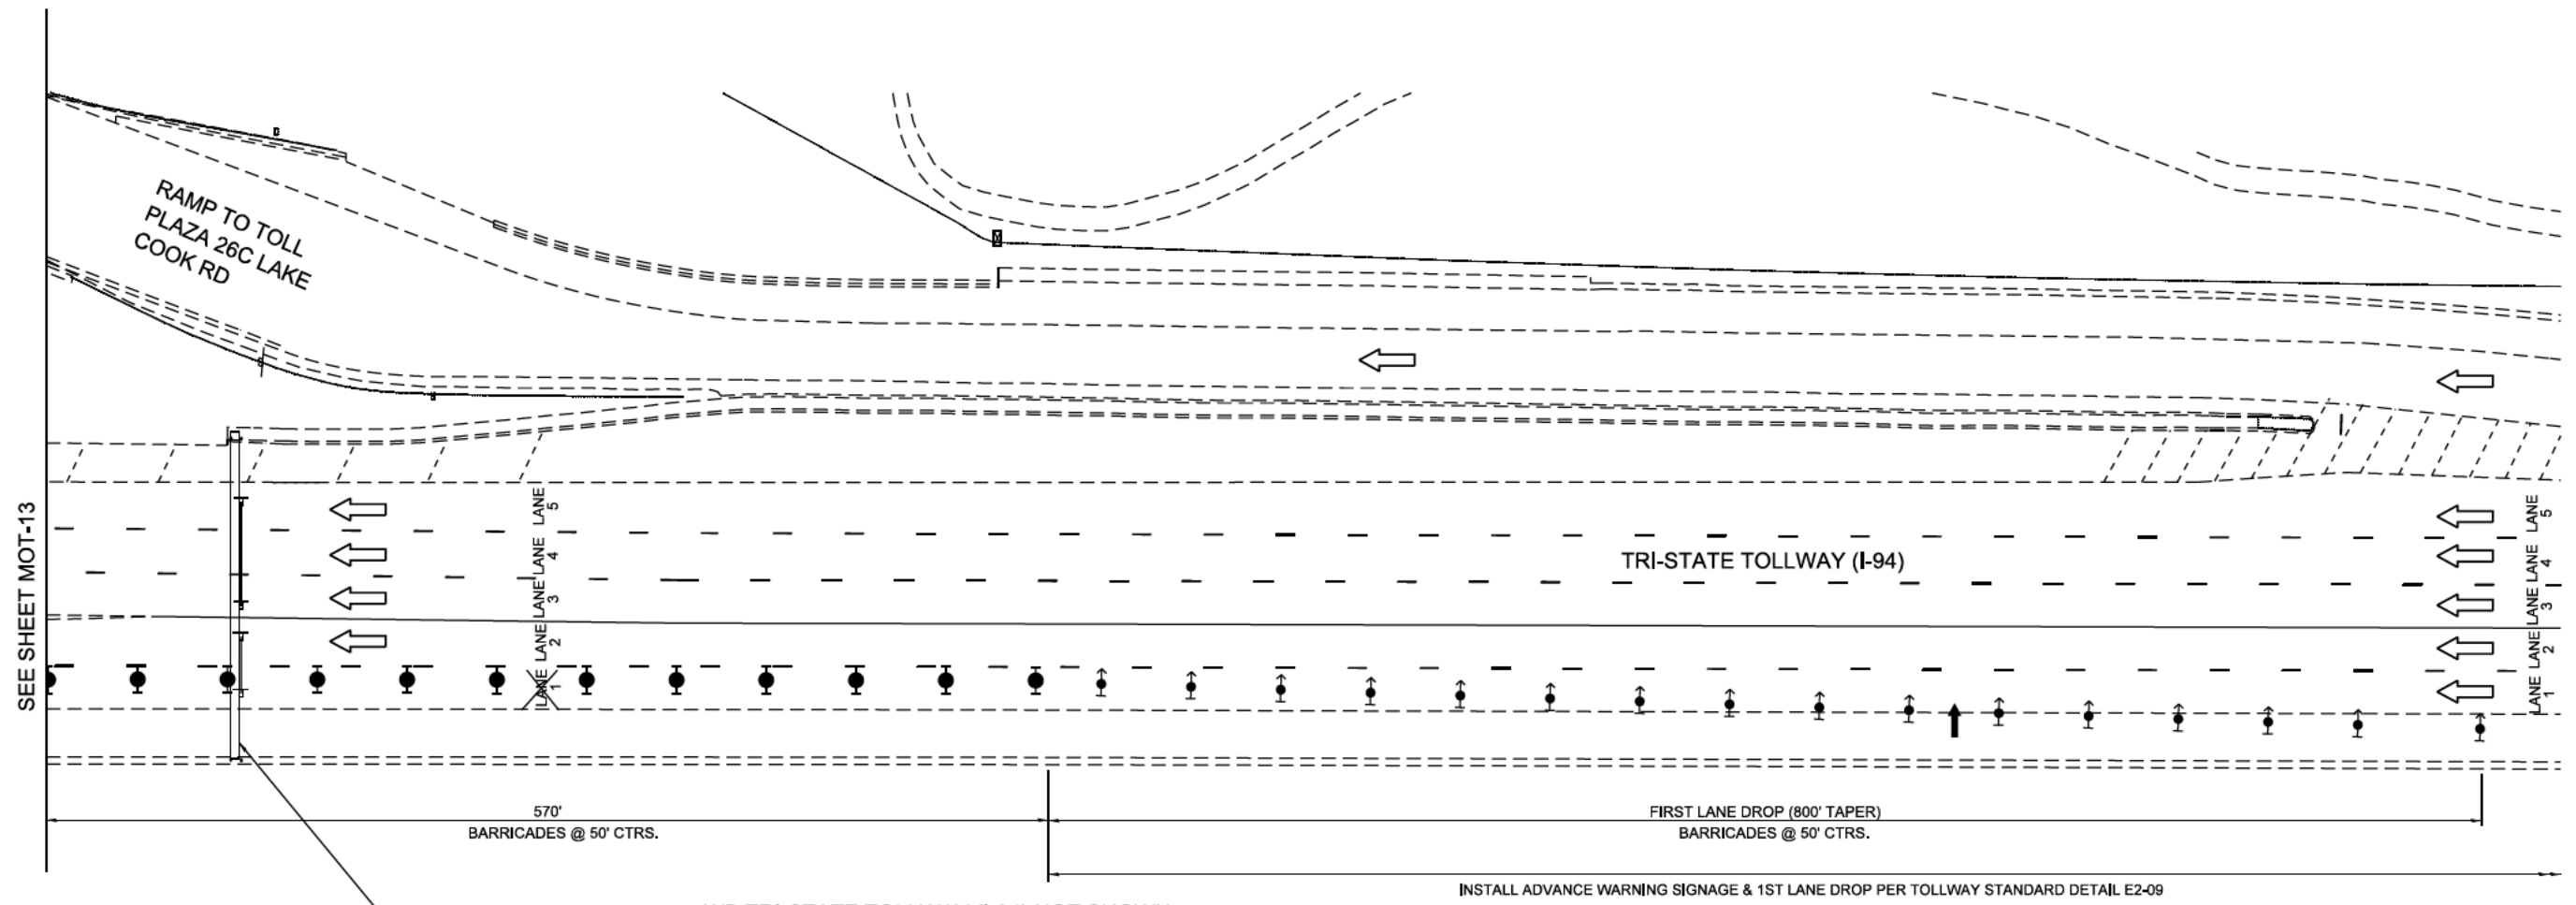 RAMP TO TOLL
PLAZA 26C LAKE
COOK RD
SEE SHEET MOT-13
LANE 5
LANE 4
LANE 3
LANE 2
LANE 1
TRI-STATE TOLLWAY (I-94)
LANE 5
LANE 4
LANE 3
LANE 2
LANE 1
570'
BARRICADES @ 50' CTRS.
FIRST LANE DROP (800' TAPER)
BARRICADES @ 50' CTRS.
INSTALL ADVANCE WARNING SIGNAGE & 1ST LANE DROP PER TOLLWAY STANDARD DETAIL E2-09